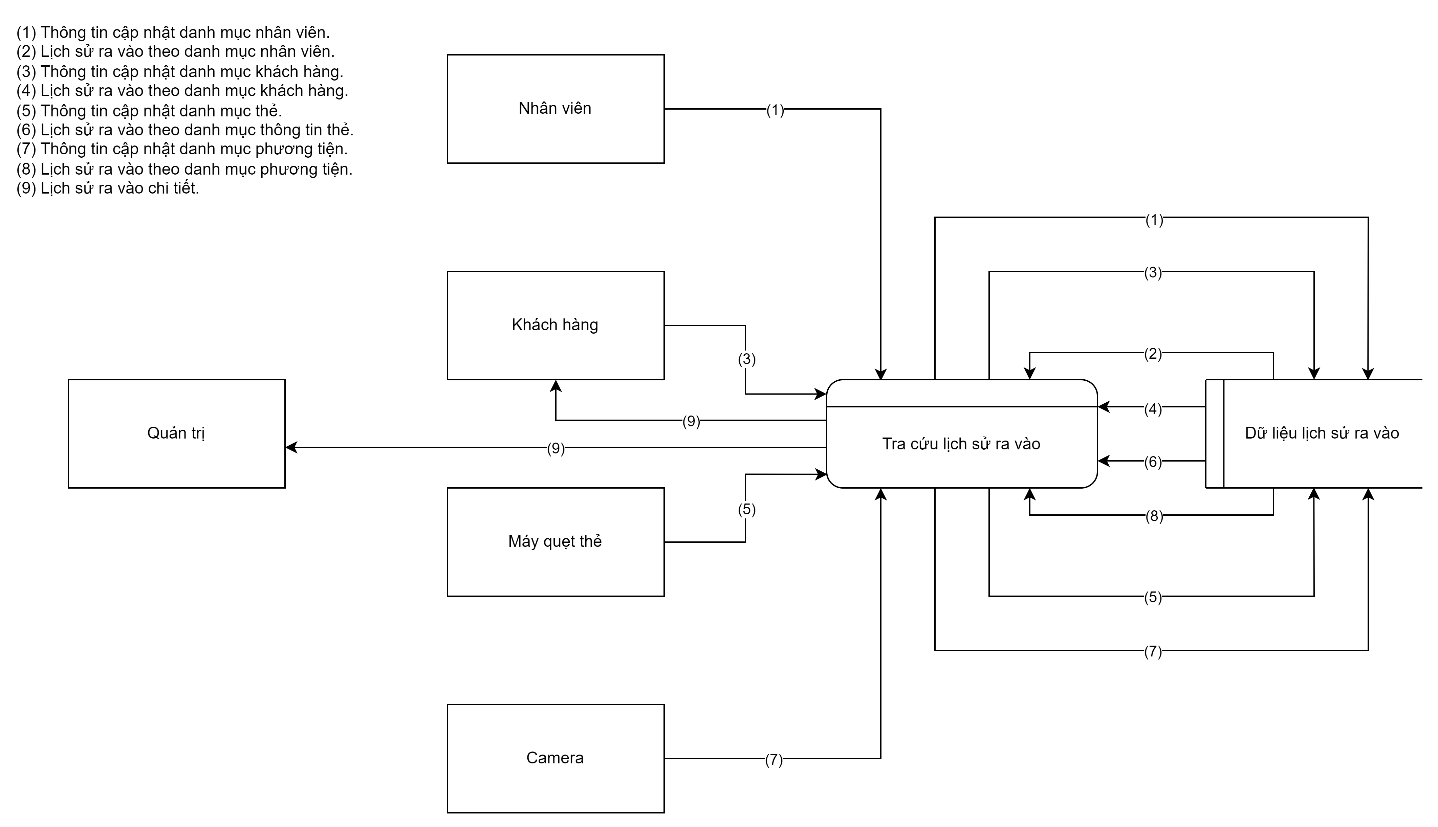 (1) Thông tin cập nhật danh mục nhân viên.
(2) Lịch sử ra vào theo danh mục nhân viên.
(3) Thông tin cập nhật danh mục khách hàng.
(4) Lịch sử ra vào theo danh mục khách hàng.
(5) Thông tin cập nhật danh mục thẻ.
(6) Lịch sử ra vào theo danh mục thông tin thẻ.
(7) Thông tin cập nhật danh mục phương tiện.
(8) Lịch sử ra vào theo danh mục phương tiện.
(9) Lịch sử ra vào chi tiết.
Nhân viên
(1)
(1)
(3)
Khách hàng
(3)
(2)
(4)
(9)
Quản trị
(9)
Tra cứu lịch sử ra vào
Dữ liệu lịch sử ra vào
(6)
(5)
(8)
Máy quẹt thẻ
(5)
(7)
Camera
(7)